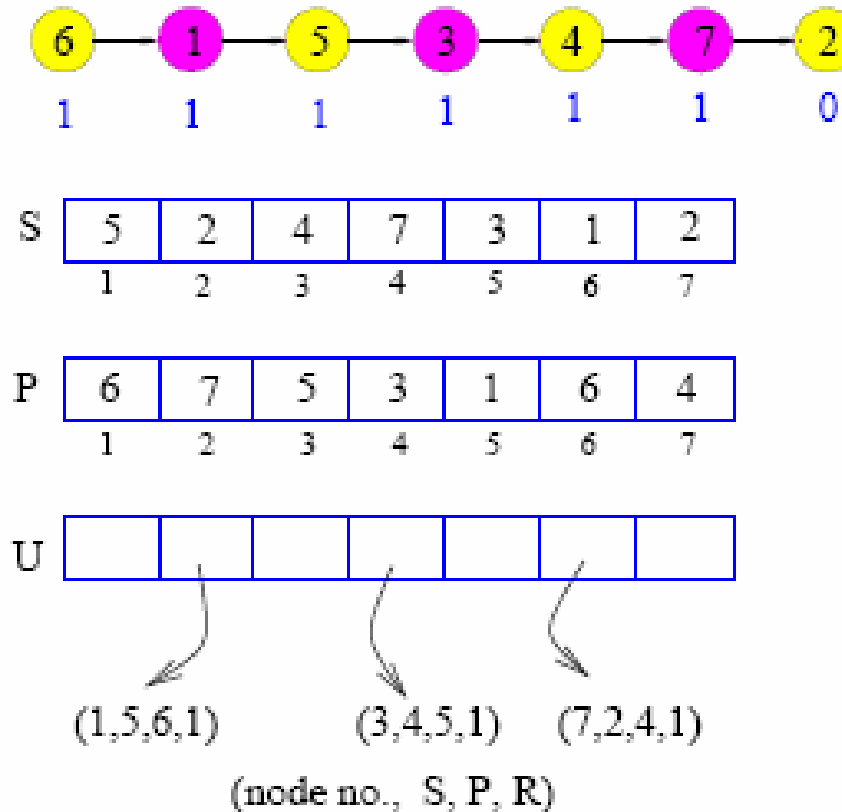 6 1 5 3 4 7 2
1 1 1 1 1 1 0
S 5 2 4 7 3 1 2
1 2 3 4 5 6 7
P 6 7 5 3 1 6 4
1 2 3 4 5 6 7
U
(1,5,6,1) (3,4,5,1) (7,2,4,1)
(node no., S, P, R)